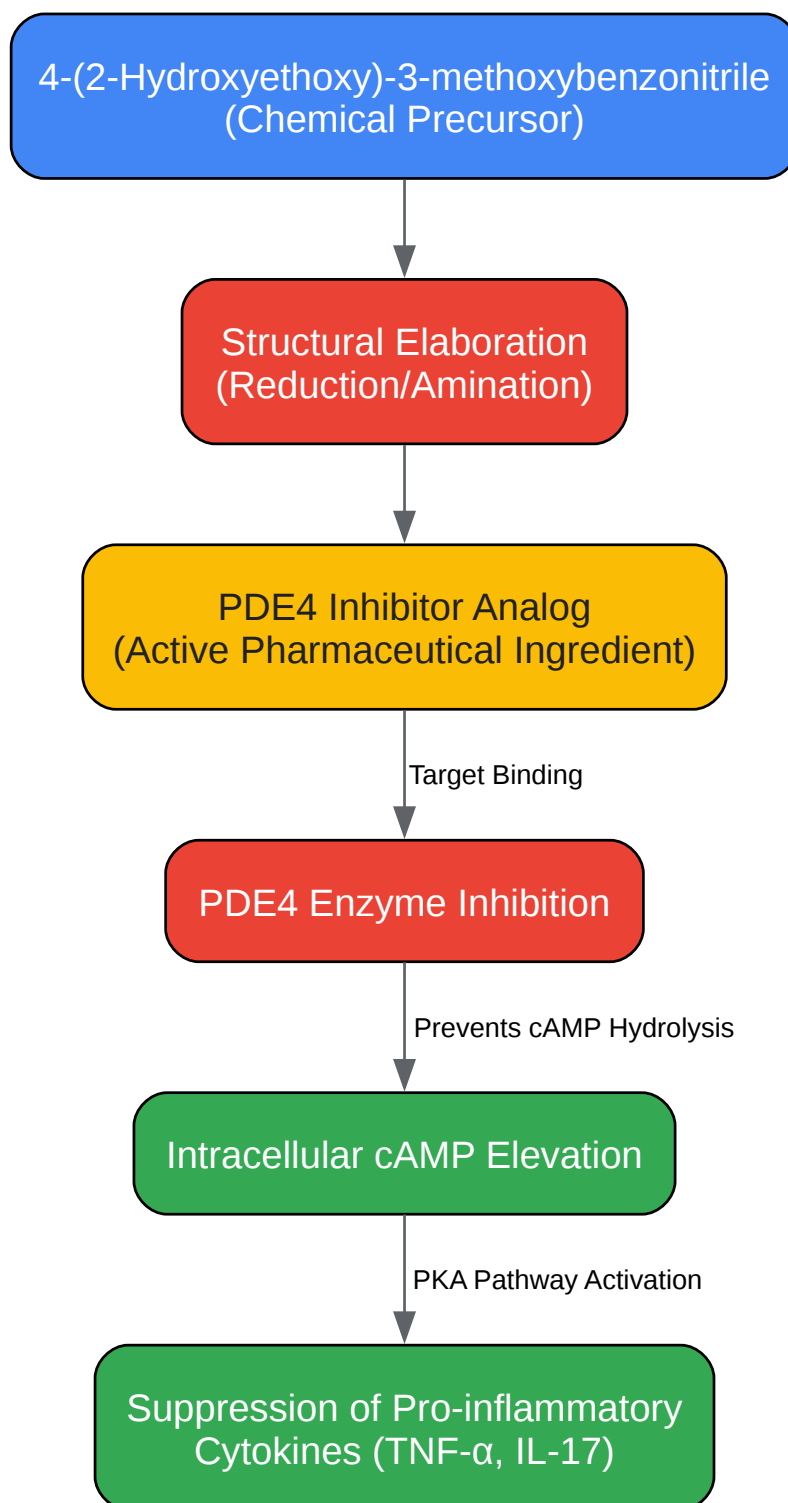 4-(2-Hydroxyethoxy)-3-methoxybenzonitrile
(Chemical Precursor)
Structural Elaboration
(Reduction/Amination)
PDE4 Inhibitor Analog
(Active Pharmaceutical Ingredient)
Target Binding
PDE4 Enzyme Inhibition
Prevents cAMP Hydrolysis
Intracellular cAMP Elevation
PKA Pathway Activation
Suppression of Pro-inflammatory
Cytokines (TNF-α, IL-17)